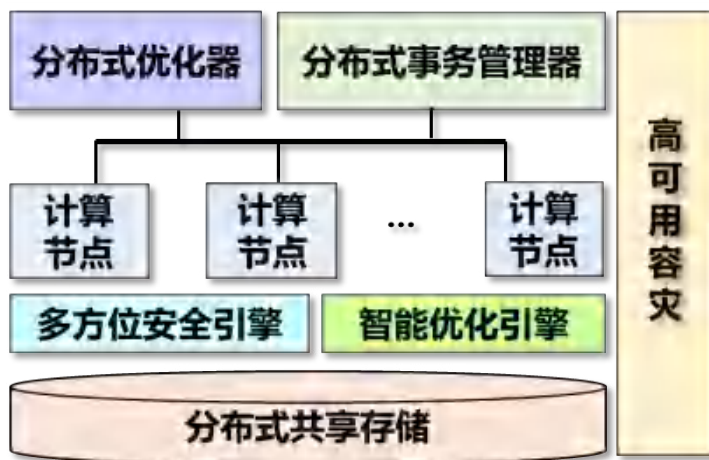 分布式优化器
分布式事务管理器
计算
节点
计算
节点
...
计算
节点
多方位安全引擎
智能优化引擎
分布式共享存储
高
可
用
容
灾